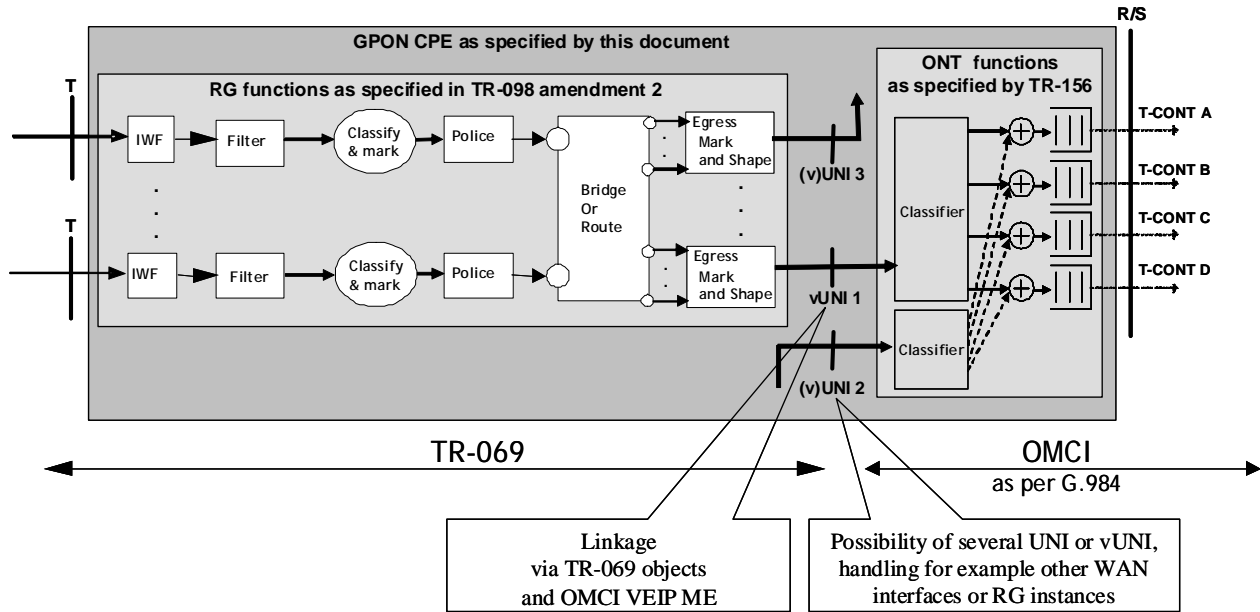 R/S
GPON CPE as specified by this document
T
RG functions as specified in TR-098 amendment 2
ONT functions
as specified by TR-156
IWF
Filter
Classify
& mark
Police
Egress
Mark
and Shape
(v)UNI 3
T-CONT A
T-CONT B
T-CONT C
T-CONT D
Bridge
Or
Route
Classifier
T
IWF
Filter
Classify
& mark
Police
Egress
Mark
and Shape
vUNI 1
Classifier
(v)UNI 2
TR-069
OMCI
as per G.984
Linkage
via TR-069 objects
and OMCI VEIP ME
Possibility of several UNI or vUNI,
handling for example other WAN
interfaces or RG instances